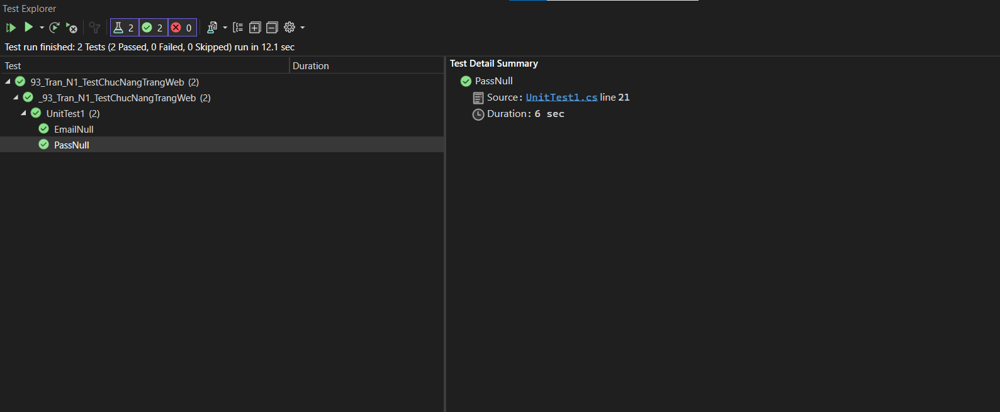 Test Explorer
2 2 0
Test run finished: 2 Tests (2 Passed, 0 Failed, 0 Skipped) run in 12.1 sec
Test Duration
93_Tran_N1_TestChucNangTrangWeb (2)
_93_Tran_N1_TestChucNangTrangWeb (2)
UnitTest1 (2)
EmailNull
PassNull
Test Detail Summary
PassNull
Source: UnitTest1.cs line 21
Duration: 6 sec